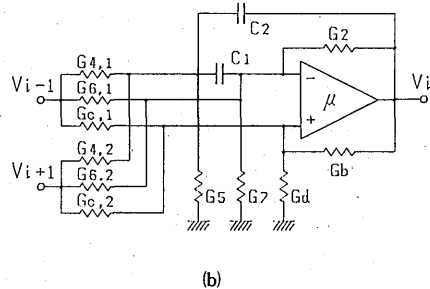 C2
G4,1
C1
G2
Vi-1
G6,1
Gc,1
−
μ
Vi
+
G4,2
Vi+1
G6.2
Gc,2
G5
G7
Gd
Gb
(b)